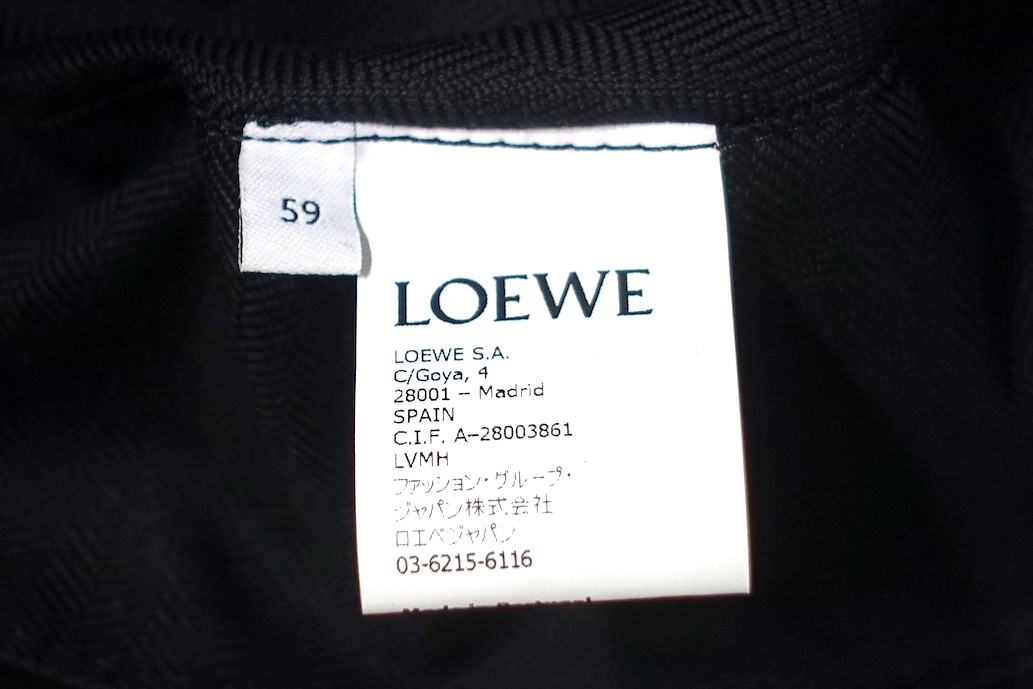 59
LOEWE
LOEWE S.A.
C/Goya, 4
28001 – Madrid
SPAIN
C.I.F. A–28003861
LVMH
ファッション・グループ・
ジャパン株式会社
ロエベジャパン
03-6215-6116